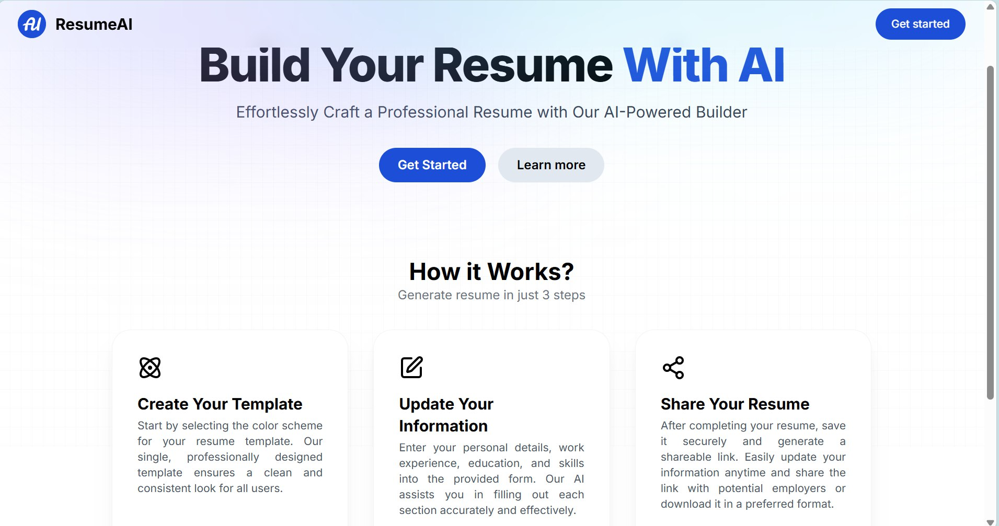 AI ResumeAI
Get started
Build Your Resume With AI
Effortlessly Craft a Professional Resume with Our AI-Powered Builder
Get Started
Learn more
How it Works?
Generate resume in just 3 steps
Create Your Template
Start by selecting the color scheme
for your resume template. Our
single, professionally designed
template ensures a clean and
consistent look for all users.
Update Your
Information
Enter your personal details, work
experience, education, and skills
into the provided form. Our AI
assists you in filling out each
section accurately and effectively.
Share Your Resume
After completing your resume, save
it securely and generate a
shareable link. Easily update your
information anytime and share the
link with potential employers or
download it in a preferred format.